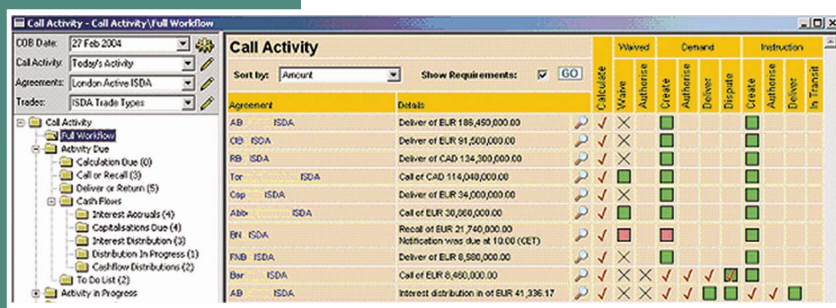 Call Activity - Call Activity\Full Workflow
COB Date: 27 Feb 2004
Call Activity: Today's Activity
Agreements: London Active ISDA
Trades: ISDA Trade Types
Call Activity
Full Workflow
Activity Due
Calculation Due (0)
Call or Recall (3)
Deliver or Return (5)
Cash Flows
Interest Accruals (4)
Capitalisations Due (4)
Interest Distribution (3)
Distribution In Progress (1)
Cashflow Distributions (2)
To Do List (2)
Activity in Progress
Call Activity
Sort by: Amount Show Requirements: GO
Waived Demand Instruction
Calculate Waive Authorise Create Authorise Deliver Dispute Create Authorise Deliver In Transit
Agreement Details
AB ISDA Deliver of EUR 186,450,000.00
CIB ISDA Deliver of EUR 91,500,000.00
RB ISDA Deliver of CAD 134,300,000.00
Tor ISDA Call of CAD 114,040,000.00
Cap ISDA Deliver of EUR 34,000,000.00
Abb ISDA Call of EUR 30,860,000.00
BN ISDA Recall of EUR 21,740,000.00
Notification was due at 10:00 (CET)
FNB ISDA Deliver of EUR 8,580,000.00
Bar ISDA Call of EUR 8,460,000.00
AB ISDA Interest distribution in of EUR 41,336.17